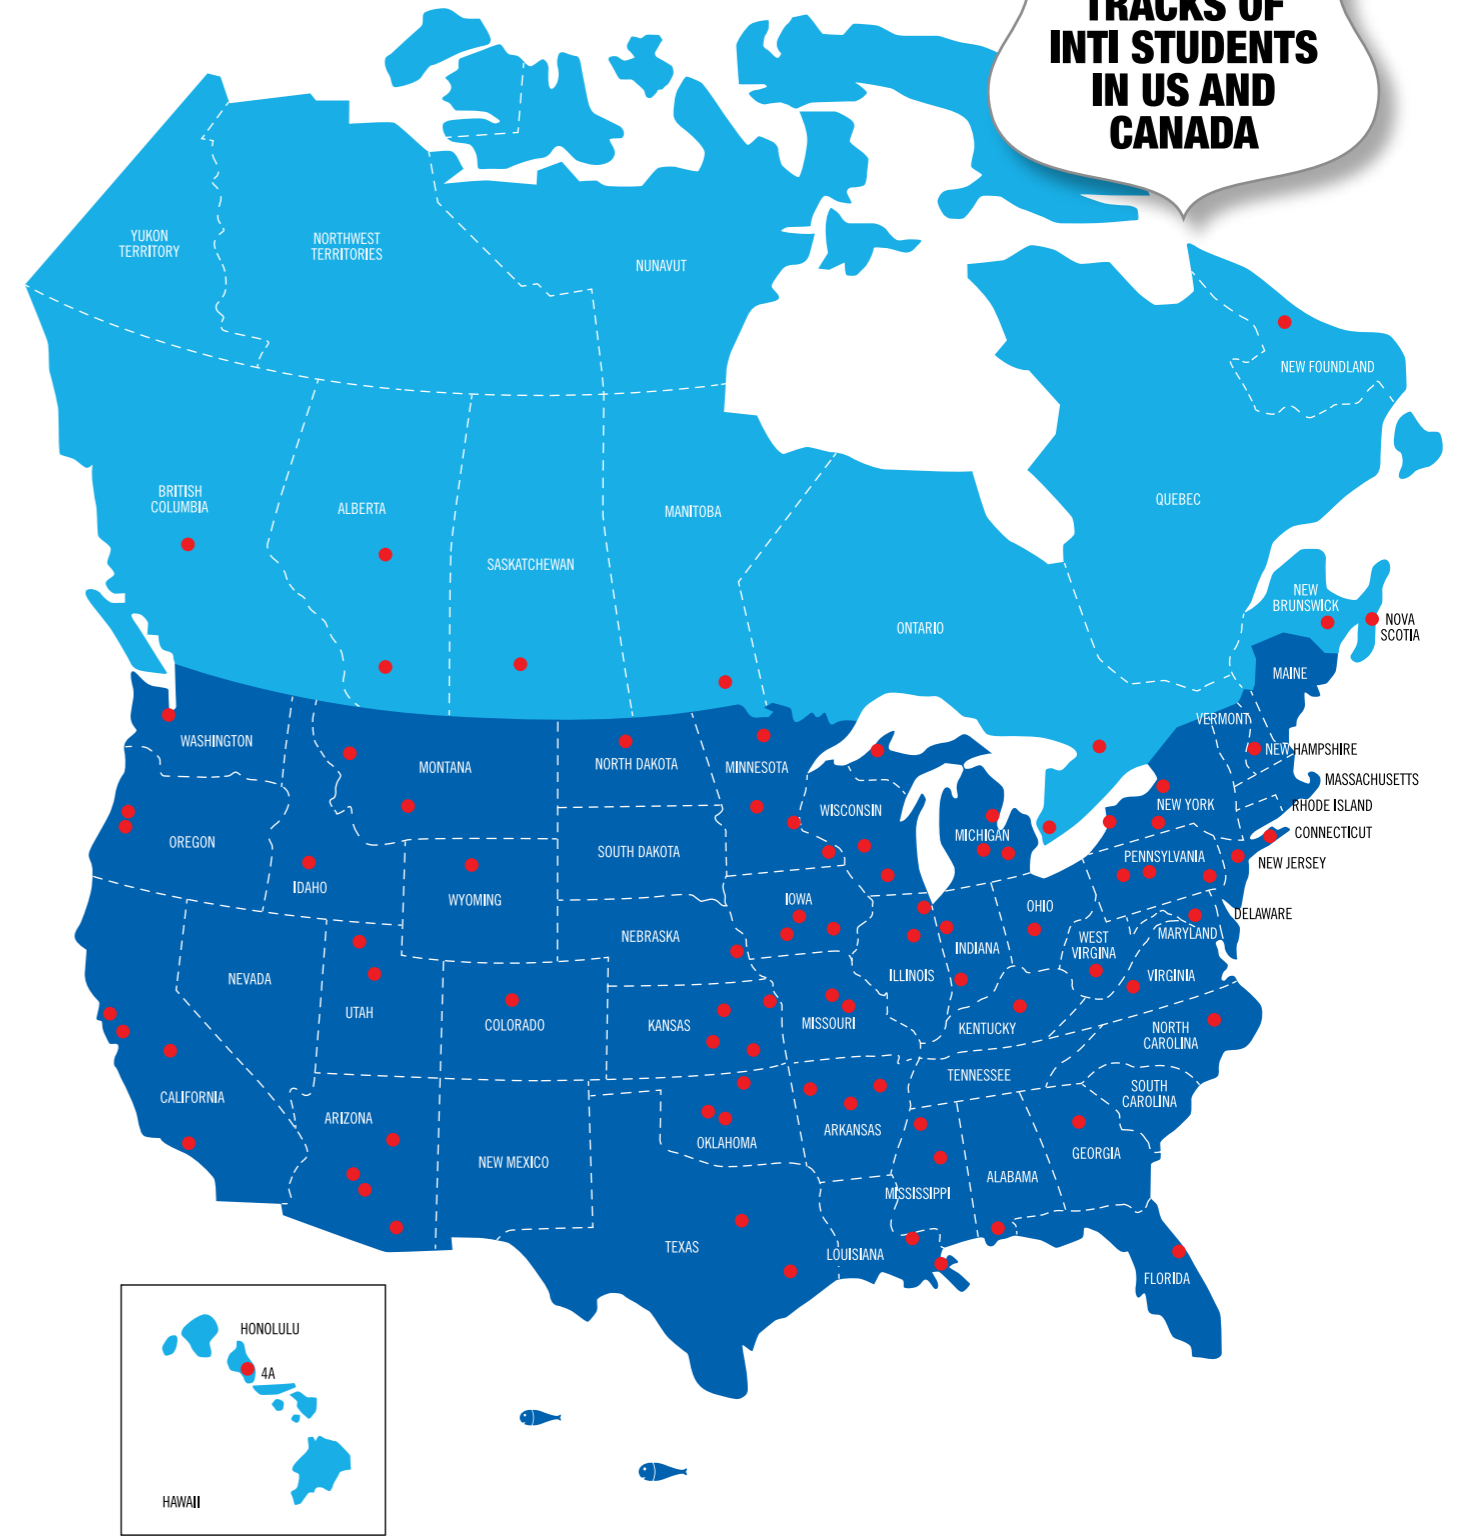 TRACKS OF
INTI STUDENTS
IN US AND
CANADA
YUKON
TERRITORY
NORTHWEST
TERRITORIES
NUNAVUT
NEW FOUNDLAND
BRITISH
COLUMBIA
ALBERTA
SASKATCHEWAN
MANITOBA
QUEBEC
ONTARIO
NEW
BRUNSWICK
NOVA
SCOTIA
MAINE
VERMONT
NEW HAMPSHIRE
MASSACHUSETTS
RHODE ISLAND
CONNECTICUT
NEW JERSEY
DELAWARE
MARYLAND
WASHINGTON
MONTANA
NORTH DAKOTA
MINNESOTA
WISCONSIN
MICHIGAN
NEW YORK
PENNSYLVANIA
OREGON
IDAHO
WYOMING
SOUTH DAKOTA
IOWA
NEBRASKA
ILLINOIS
INDIANA
OHIO
WEST
VIRGINA
VIRGINIA
NEVADA
UTAH
COLORADO
KANSAS
MISSOURI
KENTUCKY
NORTH
CAROLINA
TENNESSEE
SOUTH
CAROLINA
CALIFORNIA
ARIZONA
NEW MEXICO
OKLAHOMA
ARKANSAS
MISSISSIPPI
ALABAMA
GEORGIA
TEXAS
LOUISIANA
FLORIDA
HONOLULU
4A
HAWAII